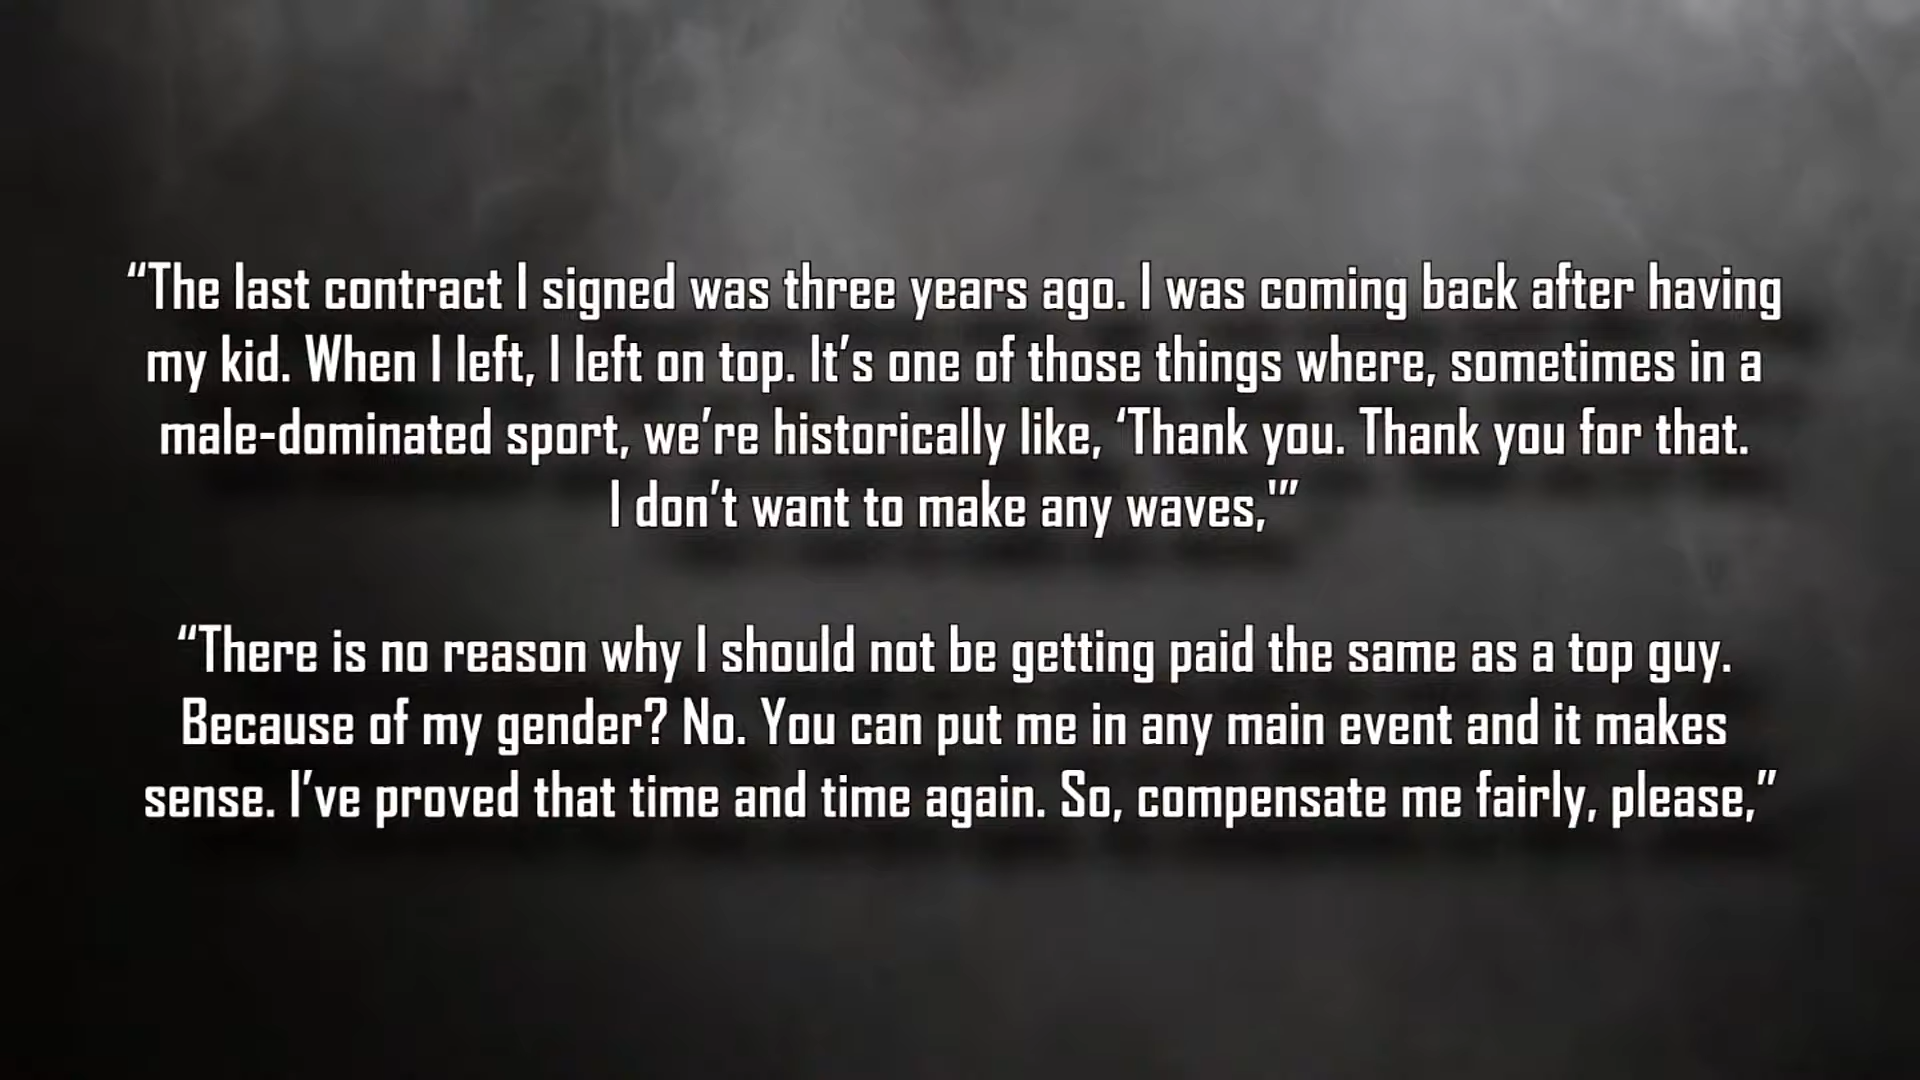 “The last contract I signed was three years ago. I was coming back after having
my kid. When I left, I left on top. It’s one of those things where, sometimes in a
male-dominated sport, we’re historically like, ‘Thank you. Thank you for that.
I don’t want to make any waves,'”
“There is no reason why I should not be getting paid the same as a top guy.
Because of my gender? No. You can put me in any main event and it makes
sense. I’ve proved that time and time again. So, compensate me fairly, please,”